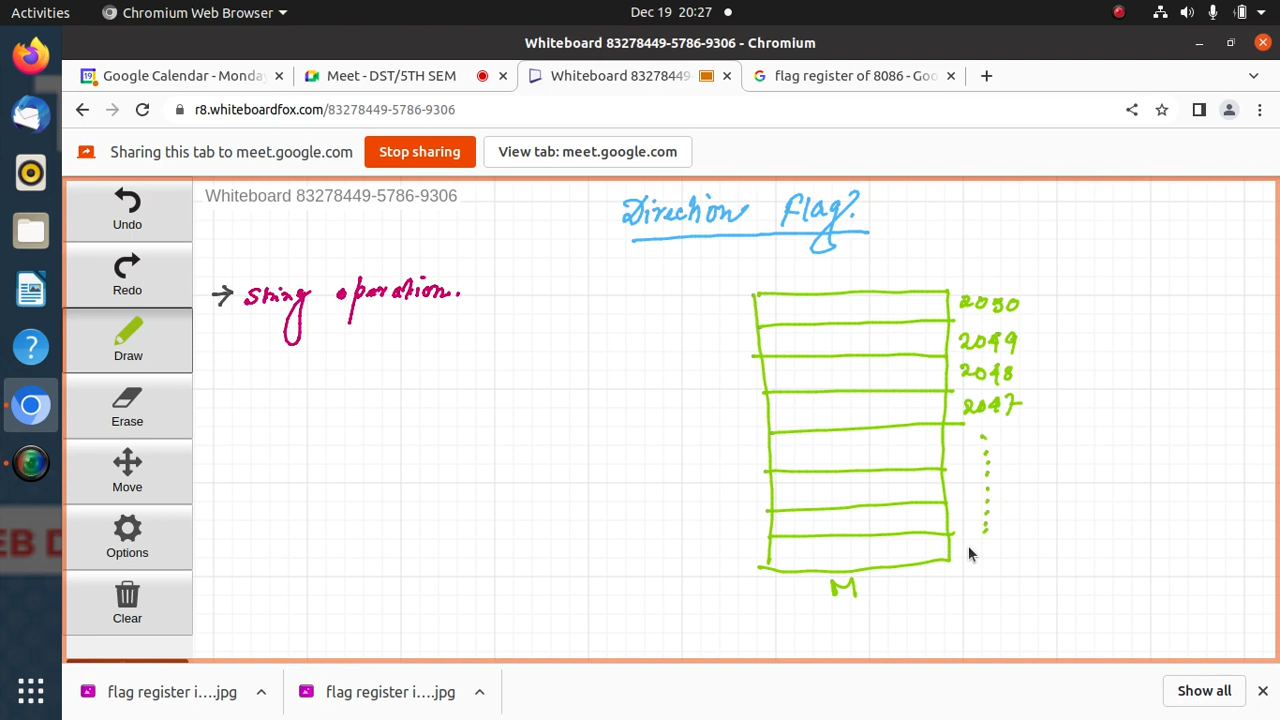 Activities
Chromium Web Browser
Dec 19 20:27
Whiteboard 83278449-5786-9306 - Chromium
19 Google Calendar - Monda
Meet - DST/5TH SEM
Whiteboard 83278449
flag register of 8086 - Goo
r8.whiteboardfox.com/83278449-5786-9306
Sharing this tab to meet.google.com
Stop sharing
View tab: meet.google.com
Whiteboard 83278449-5786-9306
Direction Flag:
→ string operation.
2050
2049
2048
2047
M
Undo
Redo
Draw
Erase
Move
Options
Clear
EB D
flag register i....jpg
flag register i....jpg
Show all